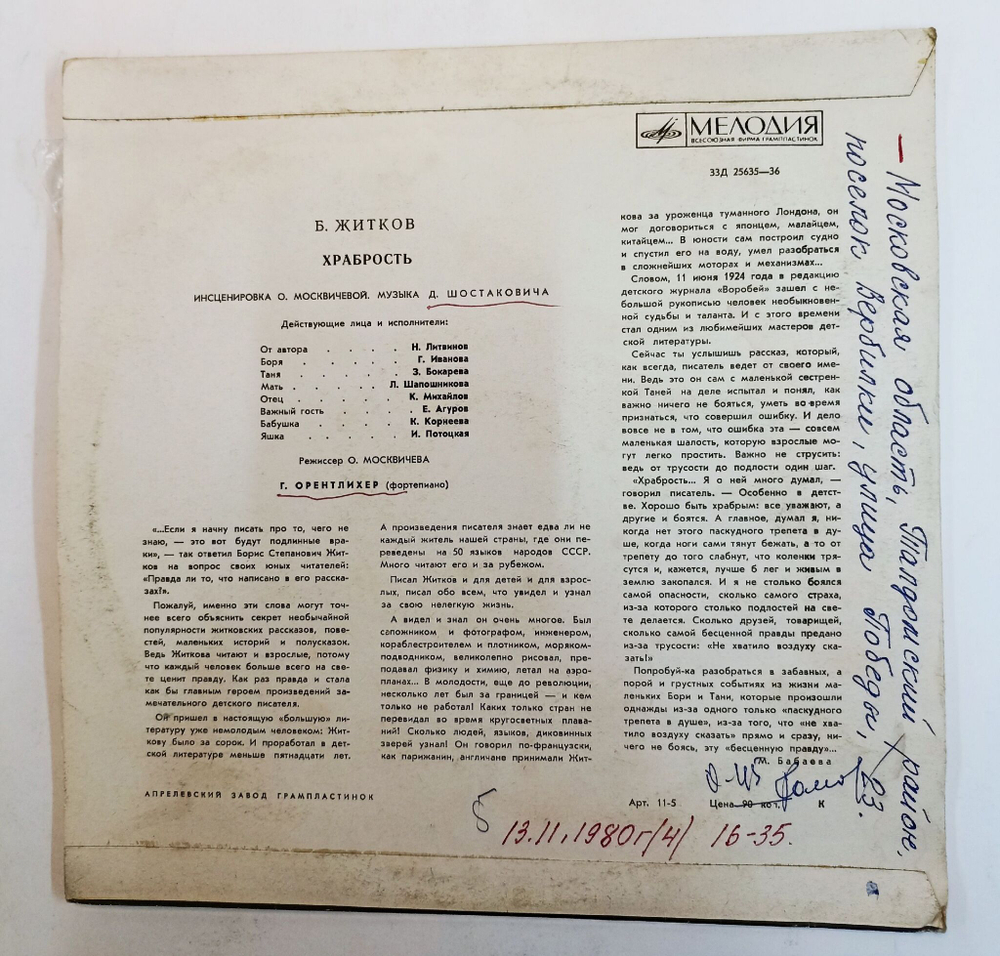 МЕЛОДИЯ
ВСЕСОЮЗНАЯ ФИРМА ГРАМПЛАСТИНОК
33Д 25635—36
Б. ЖИТКОВ
ХРАБРОСТЬ
ИНСЦЕНИРОВКА О. МОСКВИЧЕВОЙ. МУЗЫКА Д. ШОСТАКОВИЧА
Действующие лица и исполнители:
От автора . . . . Н. Литвинов
Боря . . . . . Г. Иванова
Таня . . . . . З. Бокарева
Мать . . . . . Л. Шапошникова
Отец . . . . . К. Михайлов
Важный гость . . . . Е. Агуров
Бабушка . . . . К. Корнеева
Яшка . . . . . И. Потоцкая
Режиссер О. МОСКВИЧЕВА
Г. ОРЕНТЛИХЕР (фортепиано)
«...Если я начну писать про то, чего не
знаю, — это вот будут подлинные вра-
ки», — так ответил Борис Степанович Жит-
ков на вопрос своих юных читателей:
«Правда ли то, что написано в его расска-
зах?».
Пожалуй, именно эти слова могут точ-
нее всего объяснить секрет необычайной
популярности житковских рассказов, пове-
стей, маленьких историй и полусказок.
Ведь Житкова читают и взрослые, потому
что каждый человек больше всего на све-
те ценит правду. Как раз правда и стала
как бы главным героем произведений за-
мечательного детского писателя.
Он пришел в настоящую «большую» ли-
тературу уже немолодым человеком: Жит-
кову было за сорок. И проработал в дет-
ской литературе меньше пятнадцати лет.
А произведения писателя знает едва ли не
каждый житель нашей страны, где они пе-
реведены на 50 языков народов СССР.
Много читают его и за рубежом.
Писал Житков и для детей и для взрос-
лых, писал обо всем, что увидел и узнал
за свою нелегкую жизнь.
А видел и знал он очень многое. Был
сапожником и фотографом, инженером,
кораблестроителем и плотником, моряком-
подводником, великолепно рисовал, пре-
подавал физику и химию, летал на аэро-
планах... В молодости, еще до революции,
несколько лет был за границей — и кем
только не работал! Каких только стран не
перевидал во время кругосветных плава-
ний! Сколько людей, языков, диковинных
зверей узнал! Он говорил по-французски,
как парижанин, англичане принимали Жит-
кова за уроженца туманного Лондона, он
мог договориться с японцем, малайцем,
китайцем... В юности сам построил судно
и спустил его на воду, умел разобраться
в сложнейших моторах и механизмах...
Словом, 11 июня 1924 года в редакцию
детского журнала «Воробей» зашел с не-
большой рукописью человек необыкновен-
ной судьбы и таланта. И с этого времени
стал одним из любимейших мастеров дет-
ской литературы.
Сейчас ты услышишь рассказ, который,
как всегда, писатель ведет от своего име-
ни. Ведь это он сам с маленькой сестрен-
кой Таней на деле испытал и понял, как
важно ничего не бояться, уметь во-время
признаться, что совершил ошибку. И дело
вовсе не в том, что ошибка эта — совсем
маленькая шалость, которую взрослые мо-
гут легко простить. Важно не струсить:
ведь от трусости до подлости один шаг.
«Храбрость... Я о ней много думал, —
говорил писатель. — Особенно в детст-
ве. Хорошо быть храбрым: все уважают, а
другие и боятся. А главное, думал я, ни-
когда нет этого паскудного трепета в ду-
ше, когда ноги сами тянут бежать, а то от
трепету до того слабнут, что коленки тря-
сутся и, кажется, лучше б лег и живым в
землю закопался. И я не столько боялся
самой опасности, сколько самого страха,
из-за которого столько подлостей на све-
те делается. Сколько друзей, товарищей,
сколько самой бесценной правды предано
из-за трусости: «Не хватило воздуху ска-
зать!»
Попробуй-ка разобраться в забавных, а
порой и грустных событиях из жизни ма-
леньких Бори и Тани, которые произошли
однажды из-за одного только «паскудного
трепета в душе», из-за того, что «не хва-
тило воздуху сказать» прямо и сразу, ни-
чего не боясь, эту «бесценную правду»...
М. Бабаева
АПРЕЛЕВСКИЙ ЗАВОД ГРАМПЛАСТИНОК
Арт. 11-5 Цена 90 коп. К
Б
13.11.1980г(4) 16-35.
— Московская область, Талдомский район,
поселок Вербилки, улица Победы, 23.